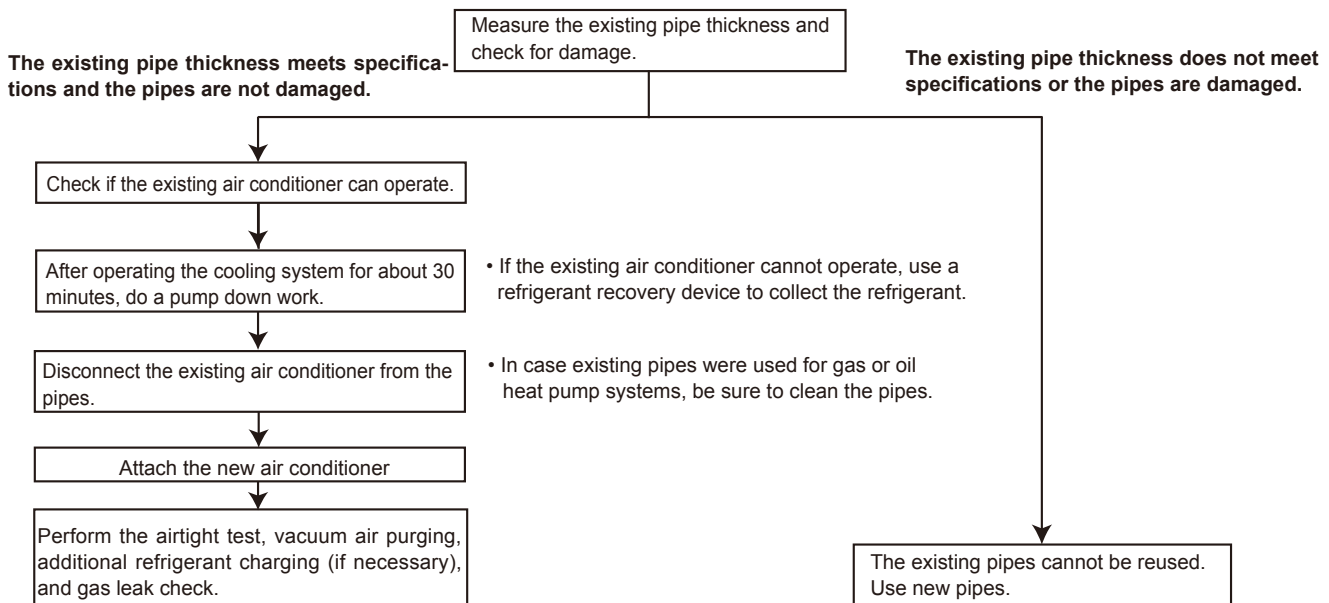 Measure the existing pipe thickness and
check for damage.
The existing pipe thickness meets specifica-
tions and the pipes are not damaged.
The existing pipe thickness does not meet
specifications or the pipes are damaged.
Check if the existing air conditioner can operate.
After operating the cooling system for about 30
minutes, do a pump down work.
• If the existing air conditioner cannot operate, use a
refrigerant recovery device to collect the refrigerant.
Disconnect the existing air conditioner from the
pipes.
• In case existing pipes were used for gas or oil
heat pump systems, be sure to clean the pipes.
Attach the new air conditioner
Perform the airtight test, vacuum air purging,
additional refrigerant charging (if necessary),
and gas leak check.
The existing pipes cannot be reused.
Use new pipes.